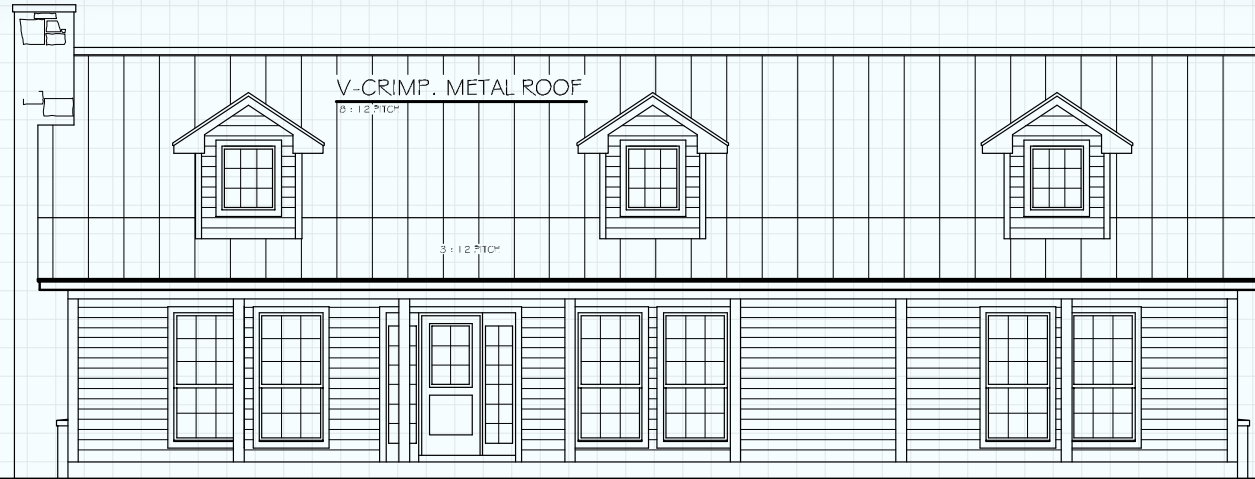 V-CRIMP. METAL ROOF
8 : 12 PITCH
3 : 12 PITCH